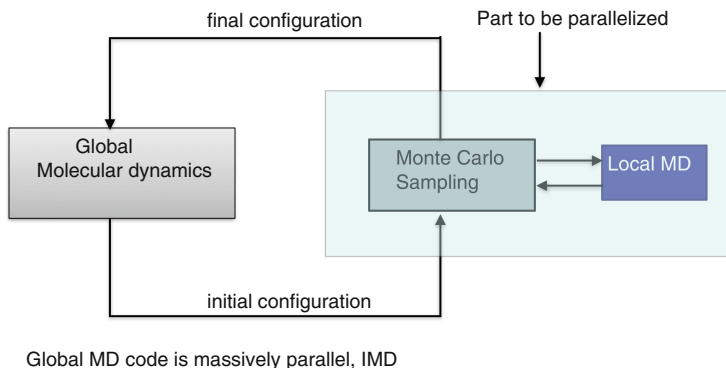 final configuration
Part to be parallelized
Global
Molecular dynamics
Monte Carlo
Sampling
Local MD
initial configuration
Global MD code is massively parallel, IMD